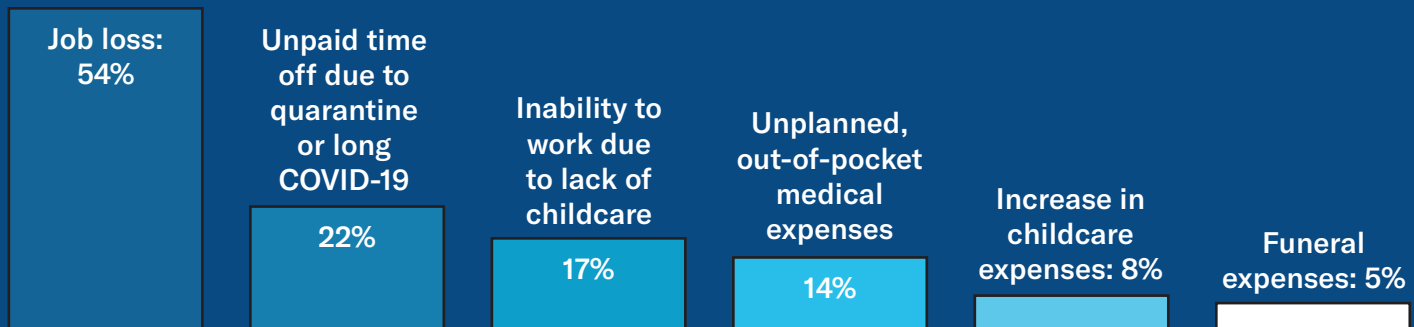 Job loss:
54%
Unpaid time
off due to
quarantine
or long
COVID-19
22%
Inability to
work due
to lack of
childcare
17%
Unplanned,
out-of-pocket
medical
expenses
14%
Increase in
childcare
expenses: 8%
Funeral
expenses: 5%